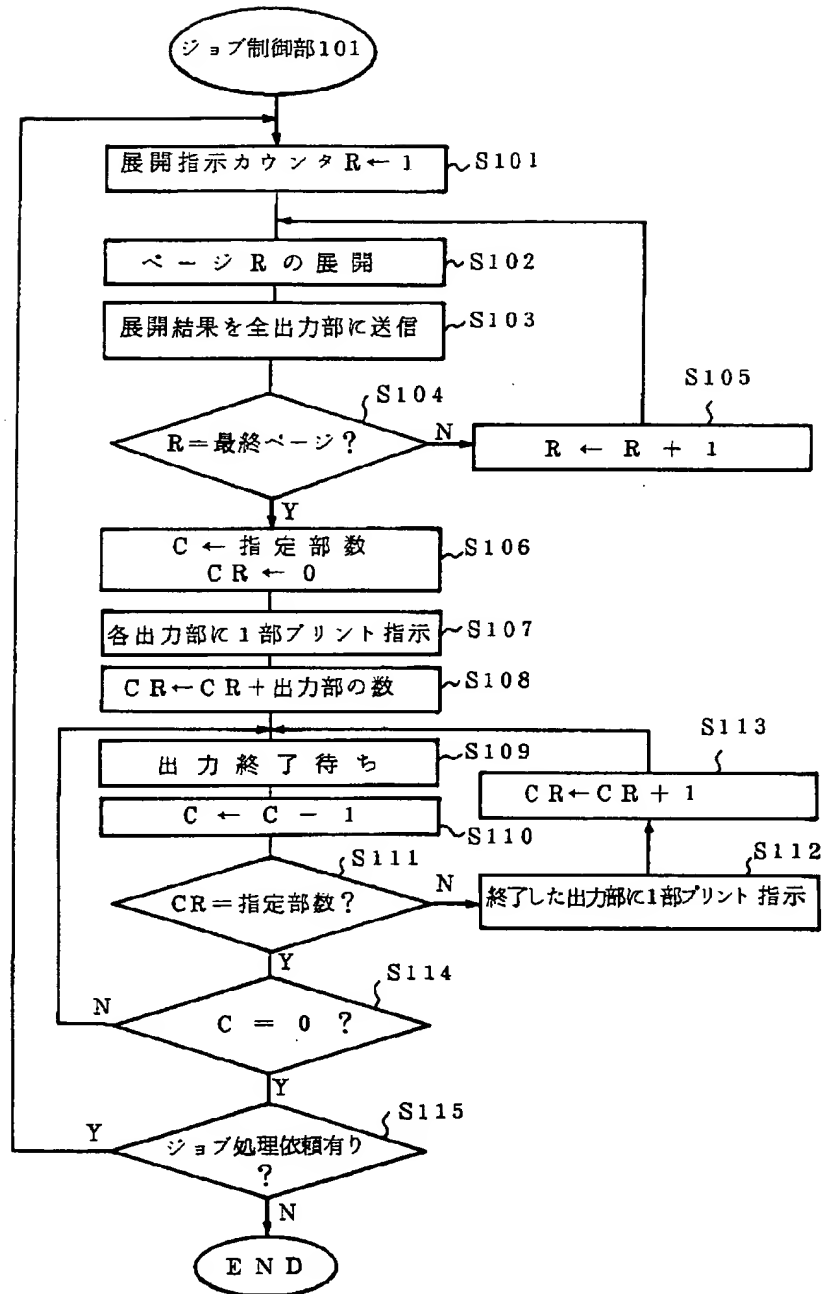 ジョブ制御部101
展開指示カウンタR←1
S101
ページRの展開
S102
展開結果を全出力部に送信
S103
S104
R=最終ページ?
N
S105
R ← R + 1
Y
C ← 指定部数
CR ← 0
S106
各出力部に1部プリント指示
S107
CR←CR+出力部の数
S108
出力終了待ち
S109
S113
CR←CR+1
C ← C - 1
S110
S111
CR=指定部数?
N
S112
終了した出力部に1部プリント指示
Y
S114
N
C = 0 ?
Y
S115
Y
ジョブ処理依頼有り
?
N
END